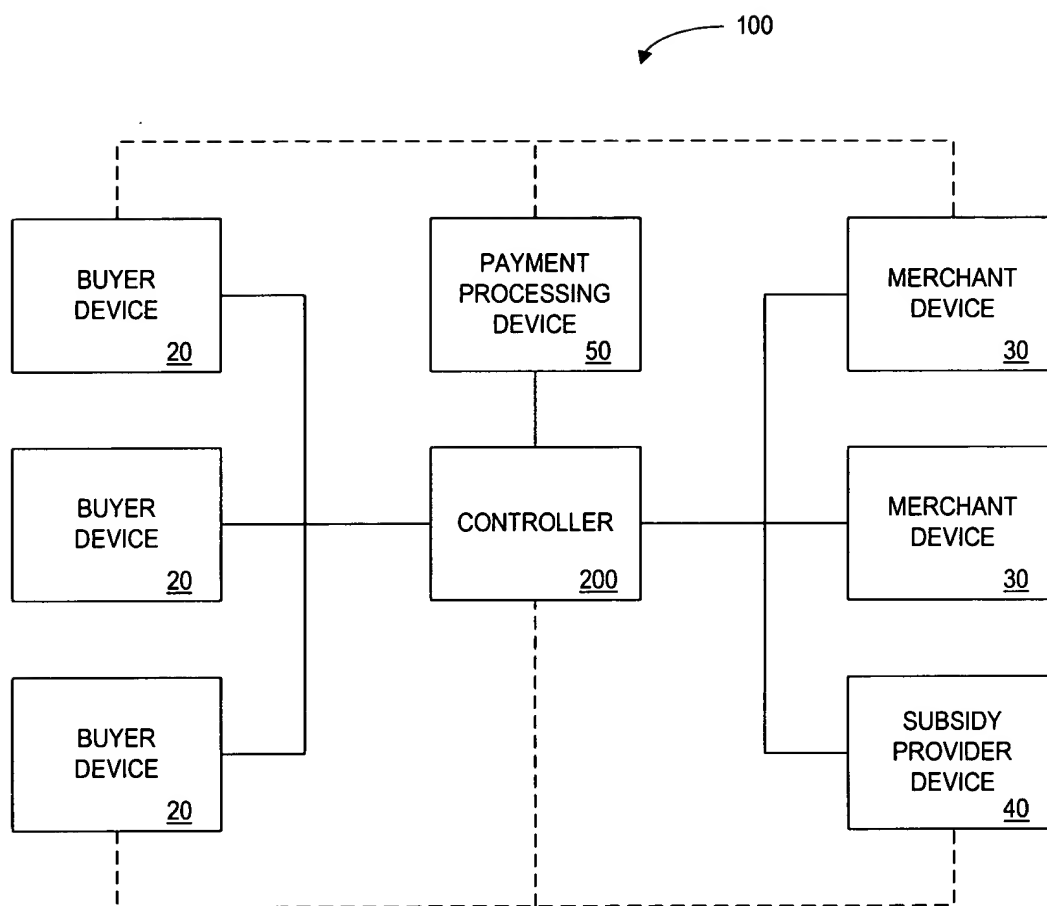 100
BUYER
DEVICE
20
PAYMENT
PROCESSING
DEVICE
50
MERCHANT
DEVICE
30
BUYER
DEVICE
20
CONTROLLER
200
MERCHANT
DEVICE
30
BUYER
DEVICE
20
SUBSIDY
PROVIDER
DEVICE
40